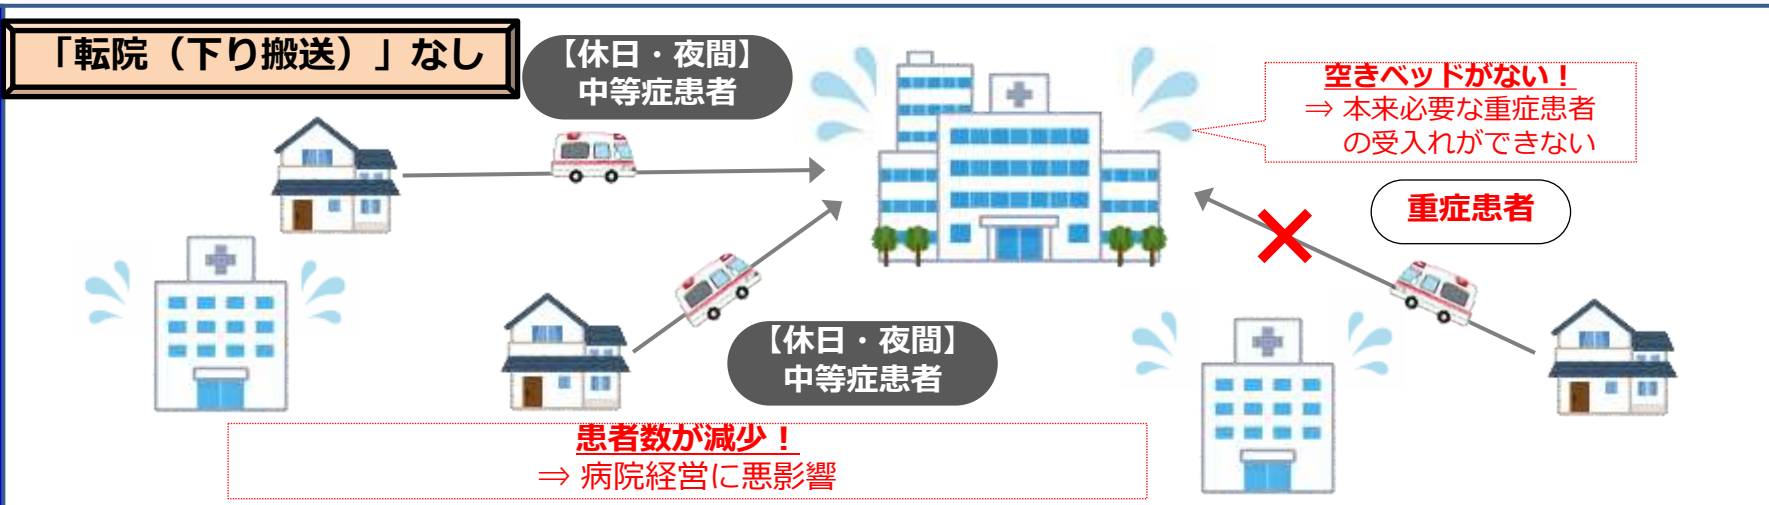 「転院（下り搬送）」なし
【休日・夜間】
中等症患者
空きベッドがない！
⇒ 本来必要な重症患者
の受入れができない
重症患者
【休日・夜間】
中等症患者
患者数が減少！
⇒ 病院経営に悪影響